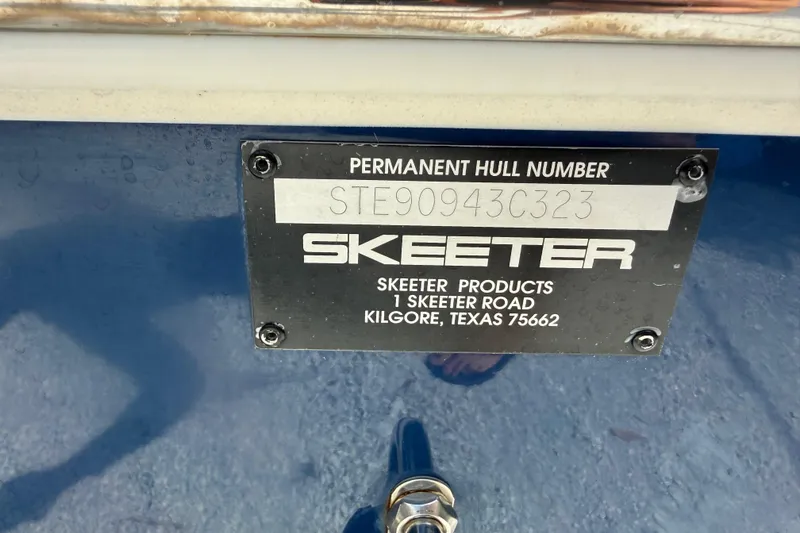 PERMANENT HULL NUMBER
STE90943C323
SKEETER
SKEETER PRODUCTS
1 SKEETER ROAD
KILGORE, TEXAS 75662